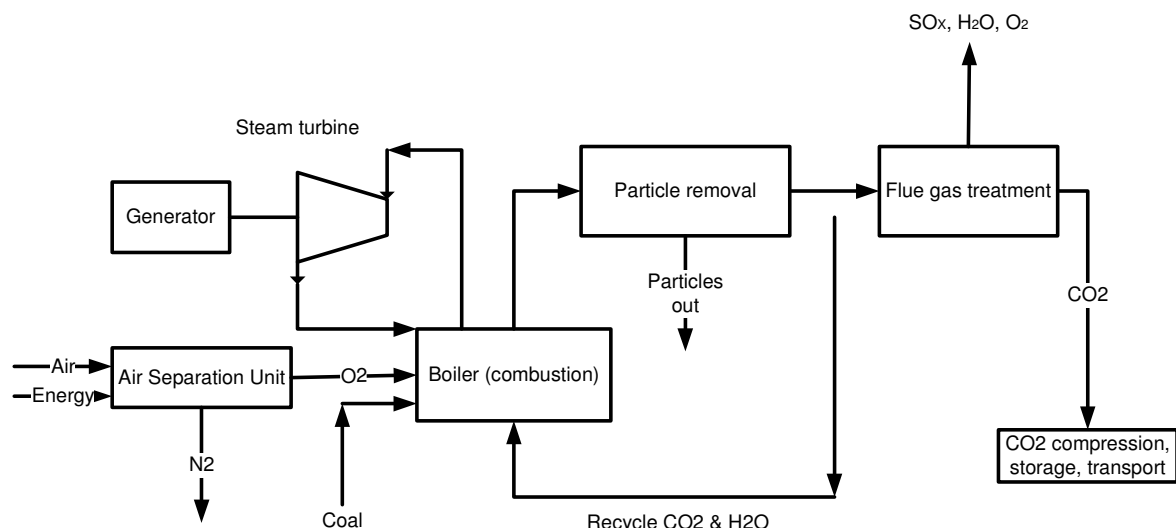 SOx, H2O, O2
Steam turbine
Generator
Particle removal
Flue gas treatment
Particles
out
CO2
Air
Energy
Air Separation Unit
O2
Boiler (combustion)
N2
Coal
Recycle CO2 & H2O
CO2 compression,
storage, transport